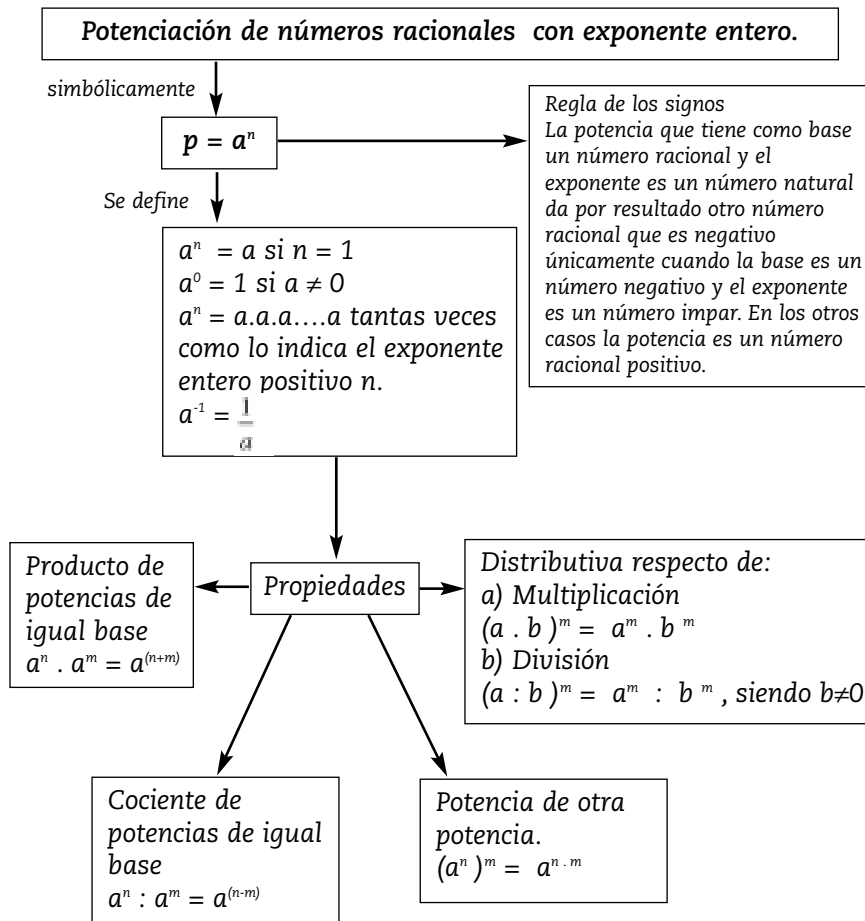 Potenciación de números racionales con exponente entero.
simbólicamente
p = aⁿ
Regla de los signos
La potencia que tiene como base
un número racional y el
exponente es un número natural
da por resultado otro número
racional que es negativo
únicamente cuando la base es un
número negativo y el exponente
es un número impar. En los otros
casos la potencia es un número
racional positivo.
Se define
aⁿ = a si n = 1
a⁰ = 1 si a ≠ 0
aⁿ = a.a.a....a tantas veces
como lo indica el exponente
entero positivo n.
a⁻¹ = 1/a
Propiedades
Producto de
potencias de
igual base
aⁿ . aᵐ = a⁽ⁿ⁺ᵐ⁾
Distributiva respecto de:
a) Multiplicación
(a . b )ᵐ = aᵐ . b ᵐ
b) División
(a : b )ᵐ = aᵐ : b ᵐ , siendo b≠0
Cociente de
potencias de igual
base
aⁿ : aᵐ = a⁽ⁿ⁻ᵐ⁾
Potencia de otra
potencia.
(aⁿ )ᵐ = aⁿ · ᵐ